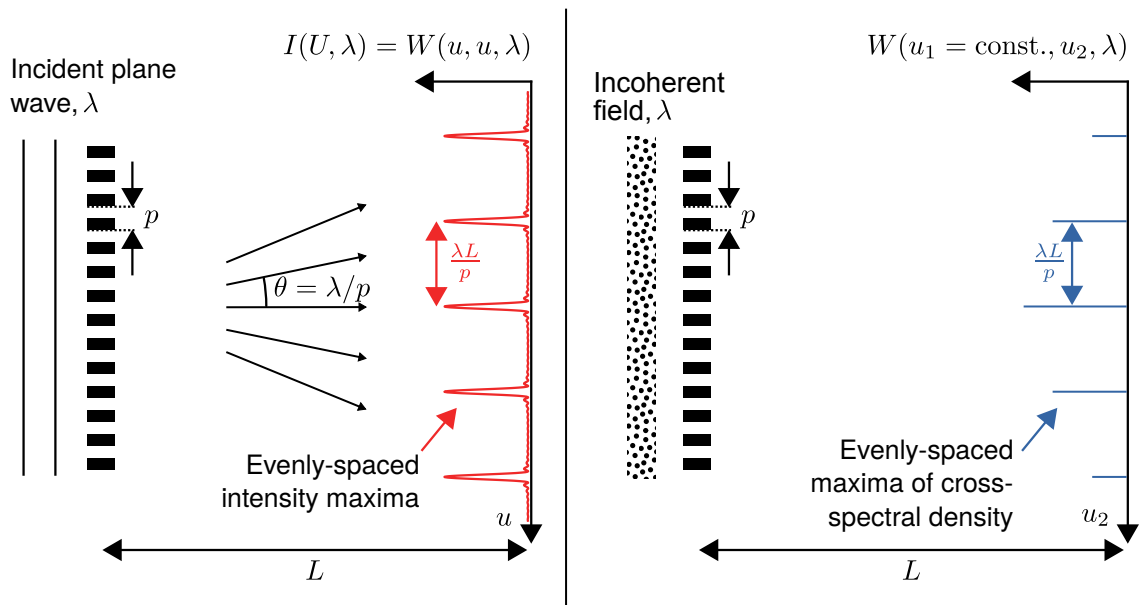 I(U, λ) = W(u, u, λ)
Incident plane
wave, λ
p
θ = λ/p
λL
p
Evenly-spaced
intensity maxima
u
L
W(u₁ = const., u₂, λ)
Incoherent
field, λ
p
λL
p
Evenly-spaced
maxima of cross-
spectral density
u₂
L